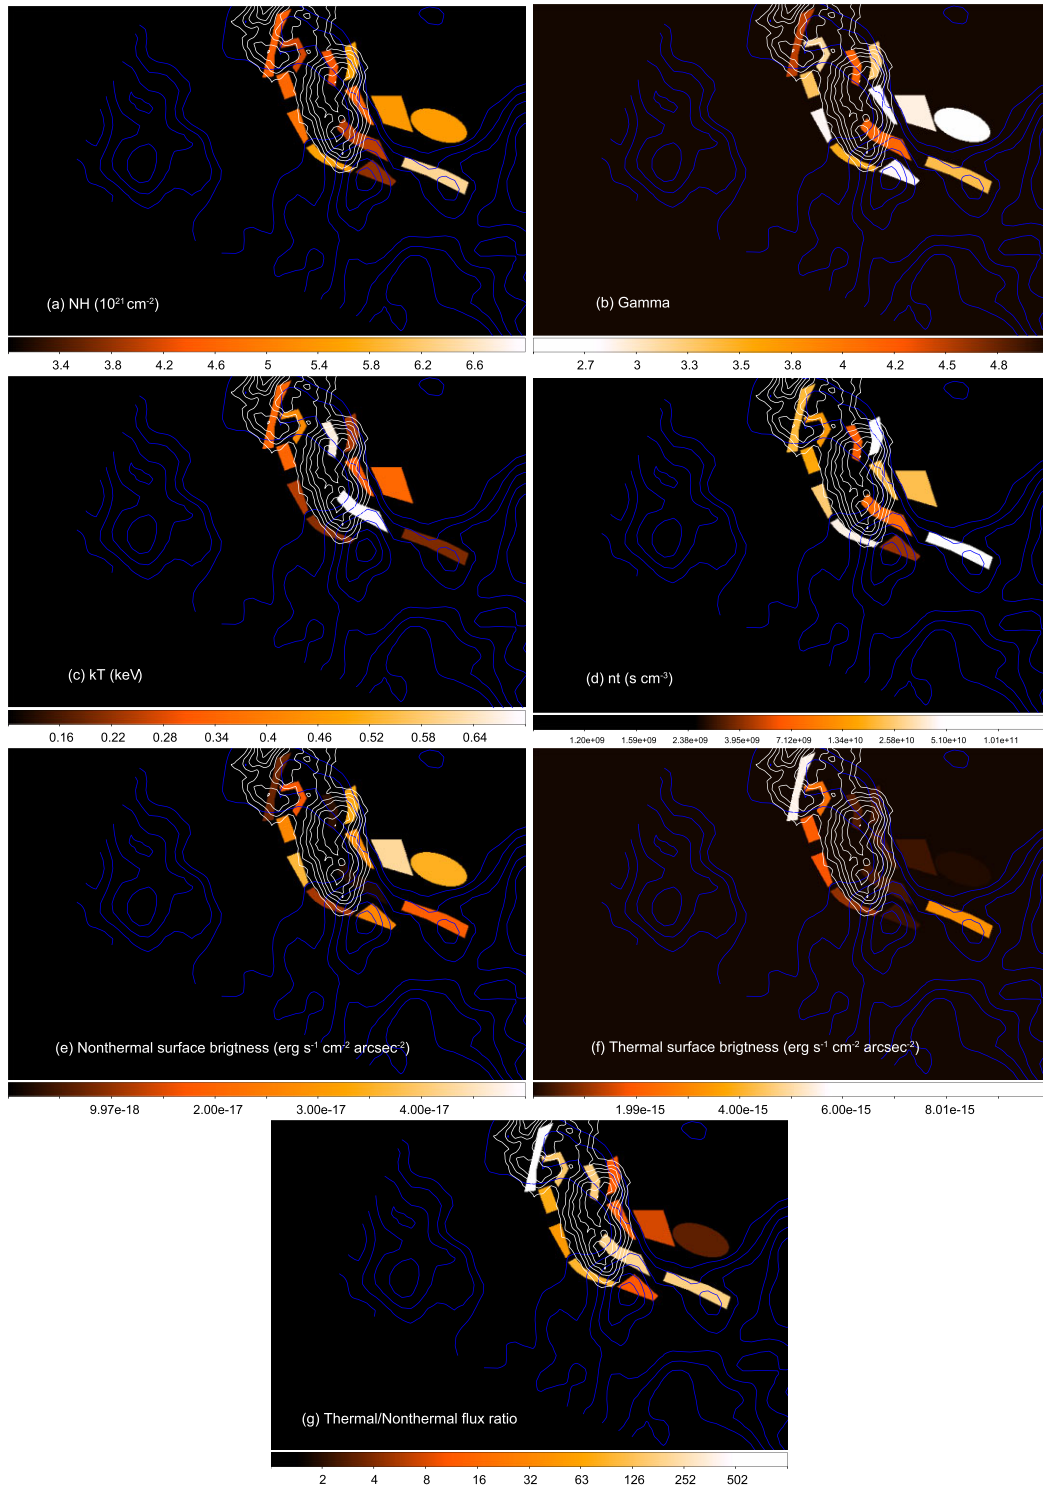 (a) NH (10²¹ cm⁻²)
3.4 3.8 4.2 4.6 5 5.4 5.8 6.2 6.6
(b) Gamma
2.7 3 3.3 3.5 3.8 4 4.2 4.5 4.8
(c) kT (keV)
0.16 0.22 0.28 0.34 0.4 0.46 0.52 0.58 0.64
(d) nt (s cm⁻³)
1.20e+09 1.59e+09 2.38e+09 3.95e+09 7.12e+09 1.34e+10 2.58e+10 5.10e+10 1.01e+11
(e) Nonthermal surface brigtness (erg s⁻¹ cm⁻² arcsec⁻²)
9.97e-18 2.00e-17 3.00e-17 4.00e-17
(f) Thermal surface brigtness (erg s⁻¹ cm⁻² arcsec⁻²)
1.99e-15 4.00e-15 6.00e-15 8.01e-15
(g) Thermal/Nonthermal flux ratio
2 4 8 16 32 63 126 252 502